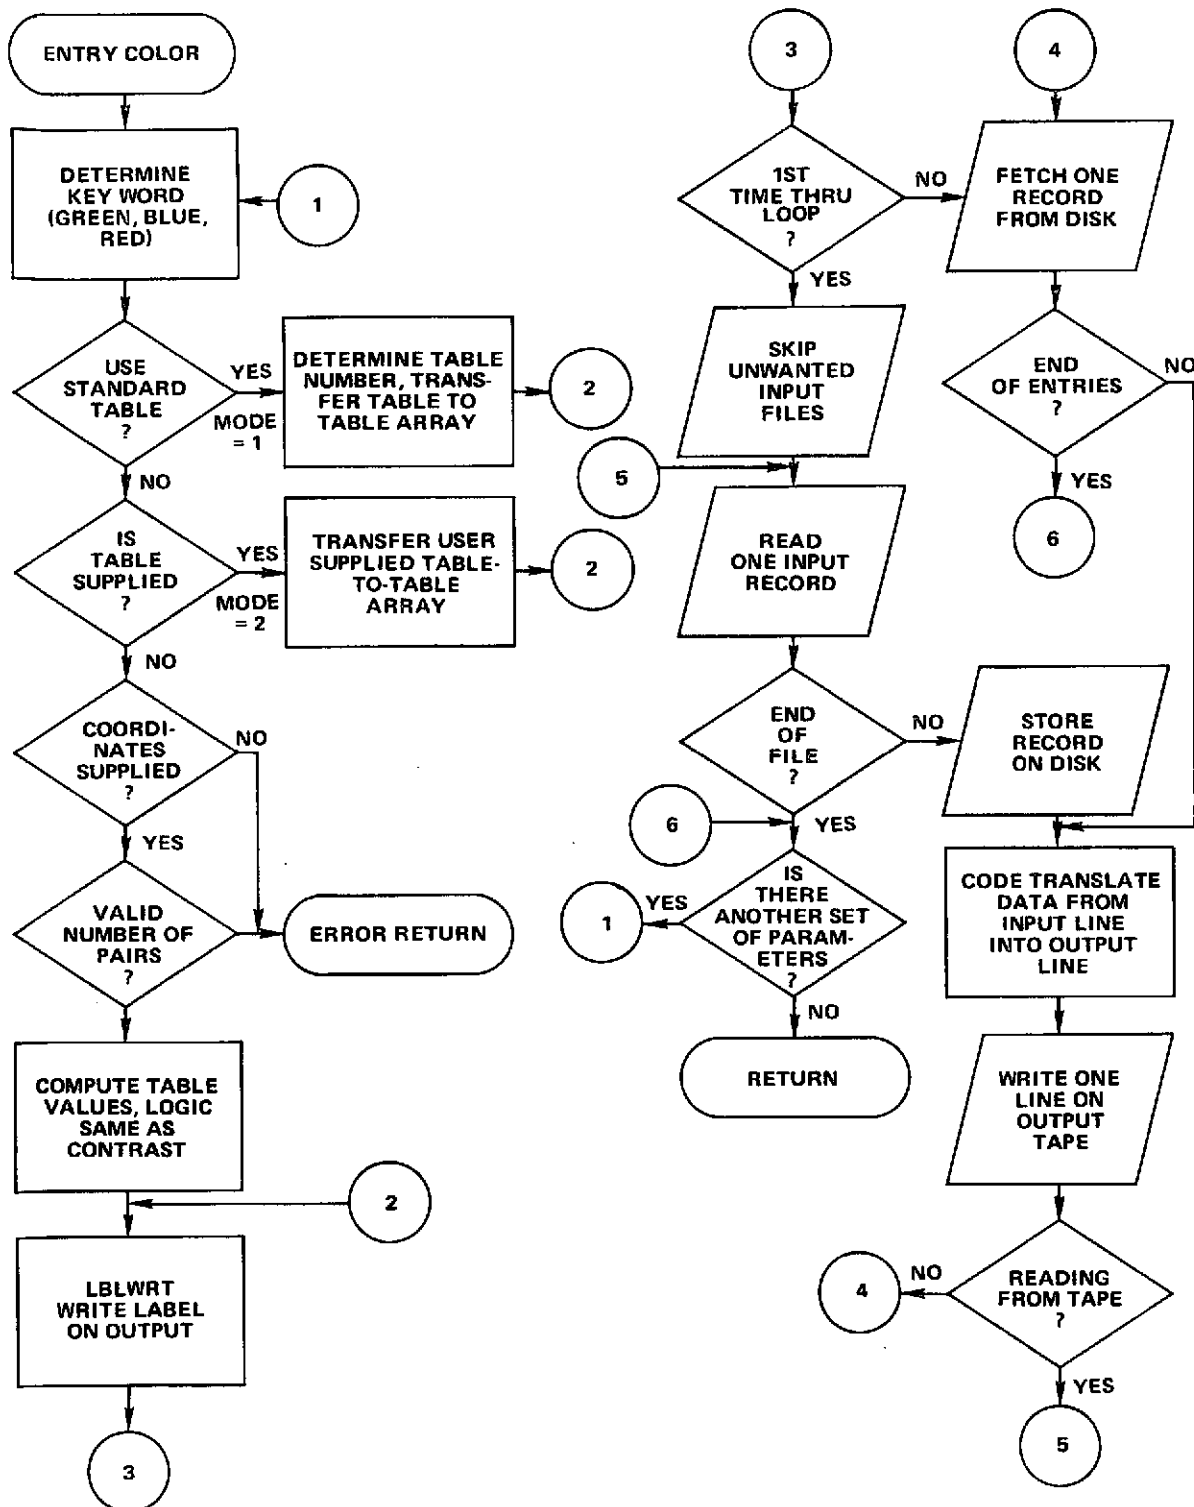 ENTRY COLOR
DETERMINE
KEY WORD
(GREEN, BLUE,
RED)
1
USE
STANDARD
TABLE
?
YES
MODE
= 1
DETERMINE TABLE
NUMBER, TRANS-
FER TABLE TO
TABLE ARRAY
2
NO
IS
TABLE
SUPPLIED
?
YES
MODE
= 2
TRANSFER USER
SUPPLIED TABLE-
TO-TABLE
ARRAY
2
NO
COORDI-
NATES
SUPPLIED
?
NO
YES
VALID
NUMBER OF
PAIRS
?
ERROR RETURN
COMPUTE TABLE
VALUES, LOGIC
SAME AS
CONTRAST
2
LBLWRT
WRITE LABEL
ON OUTPUT
3
3
1ST
TIME THRU
LOOP
?
NO
YES
SKIP
UNWANTED
INPUT
FILES
5
READ
ONE INPUT
RECORD
END
OF
FILE
?
NO
6
YES
IS
THERE
ANOTHER SET
OF PARAM-
ETERS
?
YES
1
NO
RETURN
4
FETCH ONE
RECORD
FROM DISK
END
OF ENTRIES
?
NO
YES
6
STORE
RECORD
ON DISK
CODE TRANSLATE
DATA FROM
INPUT LINE
INTO OUTPUT
LINE
WRITE ONE
LINE ON
OUTPUT
TAPE
READING
FROM TAPE
?
NO
4
YES
5